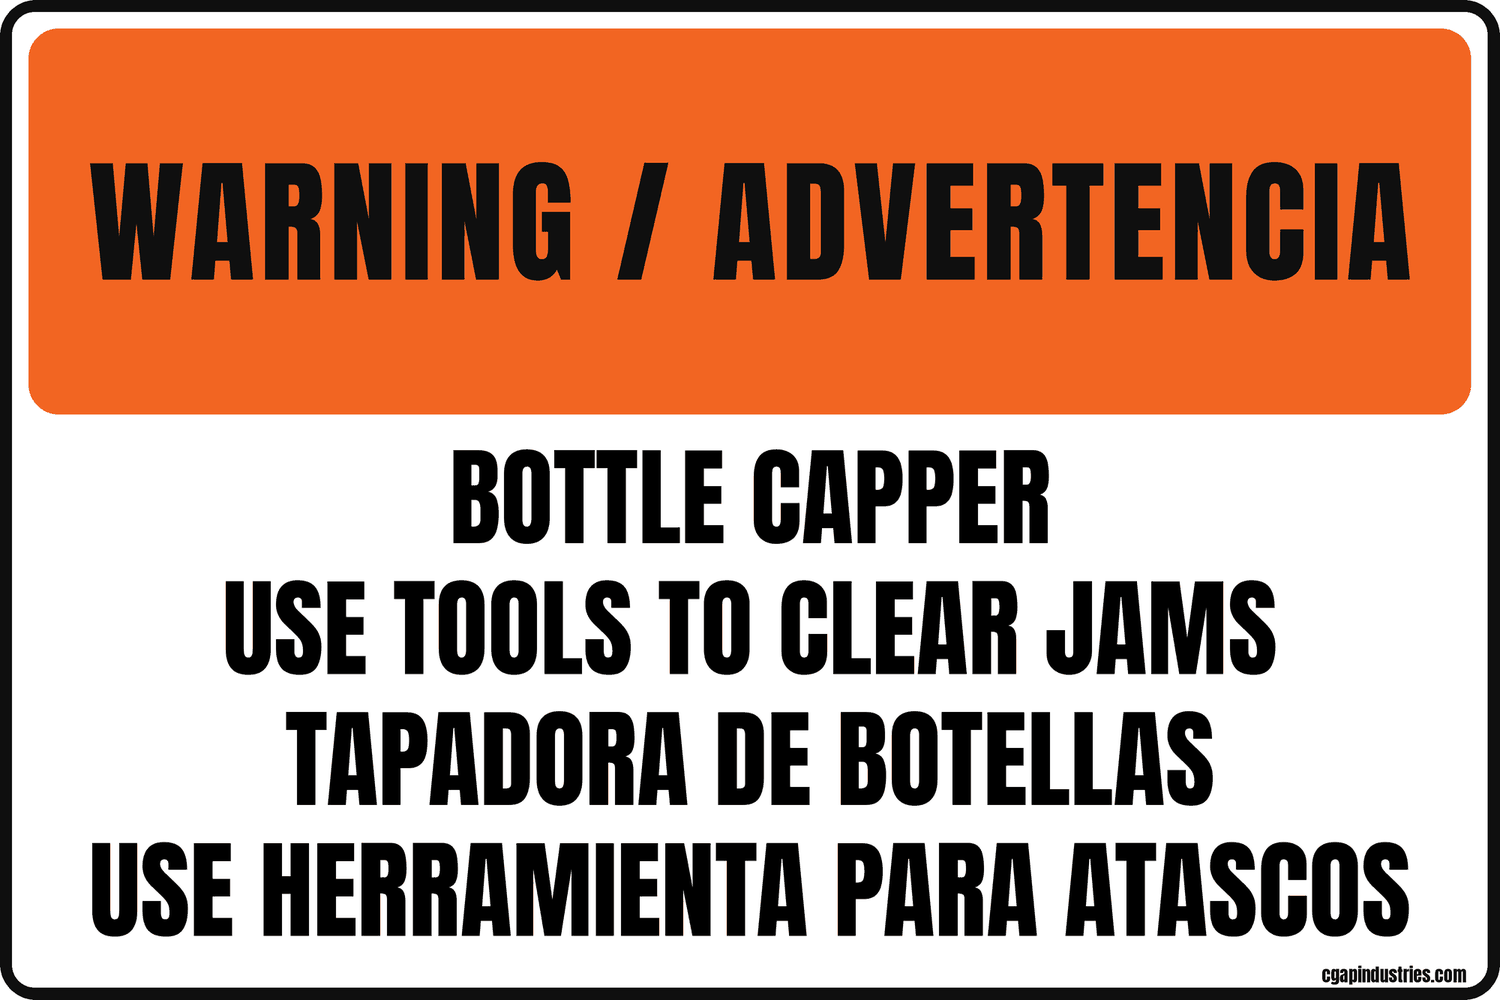 WARNING / ADVERTENCIA
BOTTLE CAPPER
USE TOOLS TO CLEAR JAMS
TAPADORA DE BOTELLAS
USE HERRAMIENTA PARA ATASCOS
cgapindustries.com